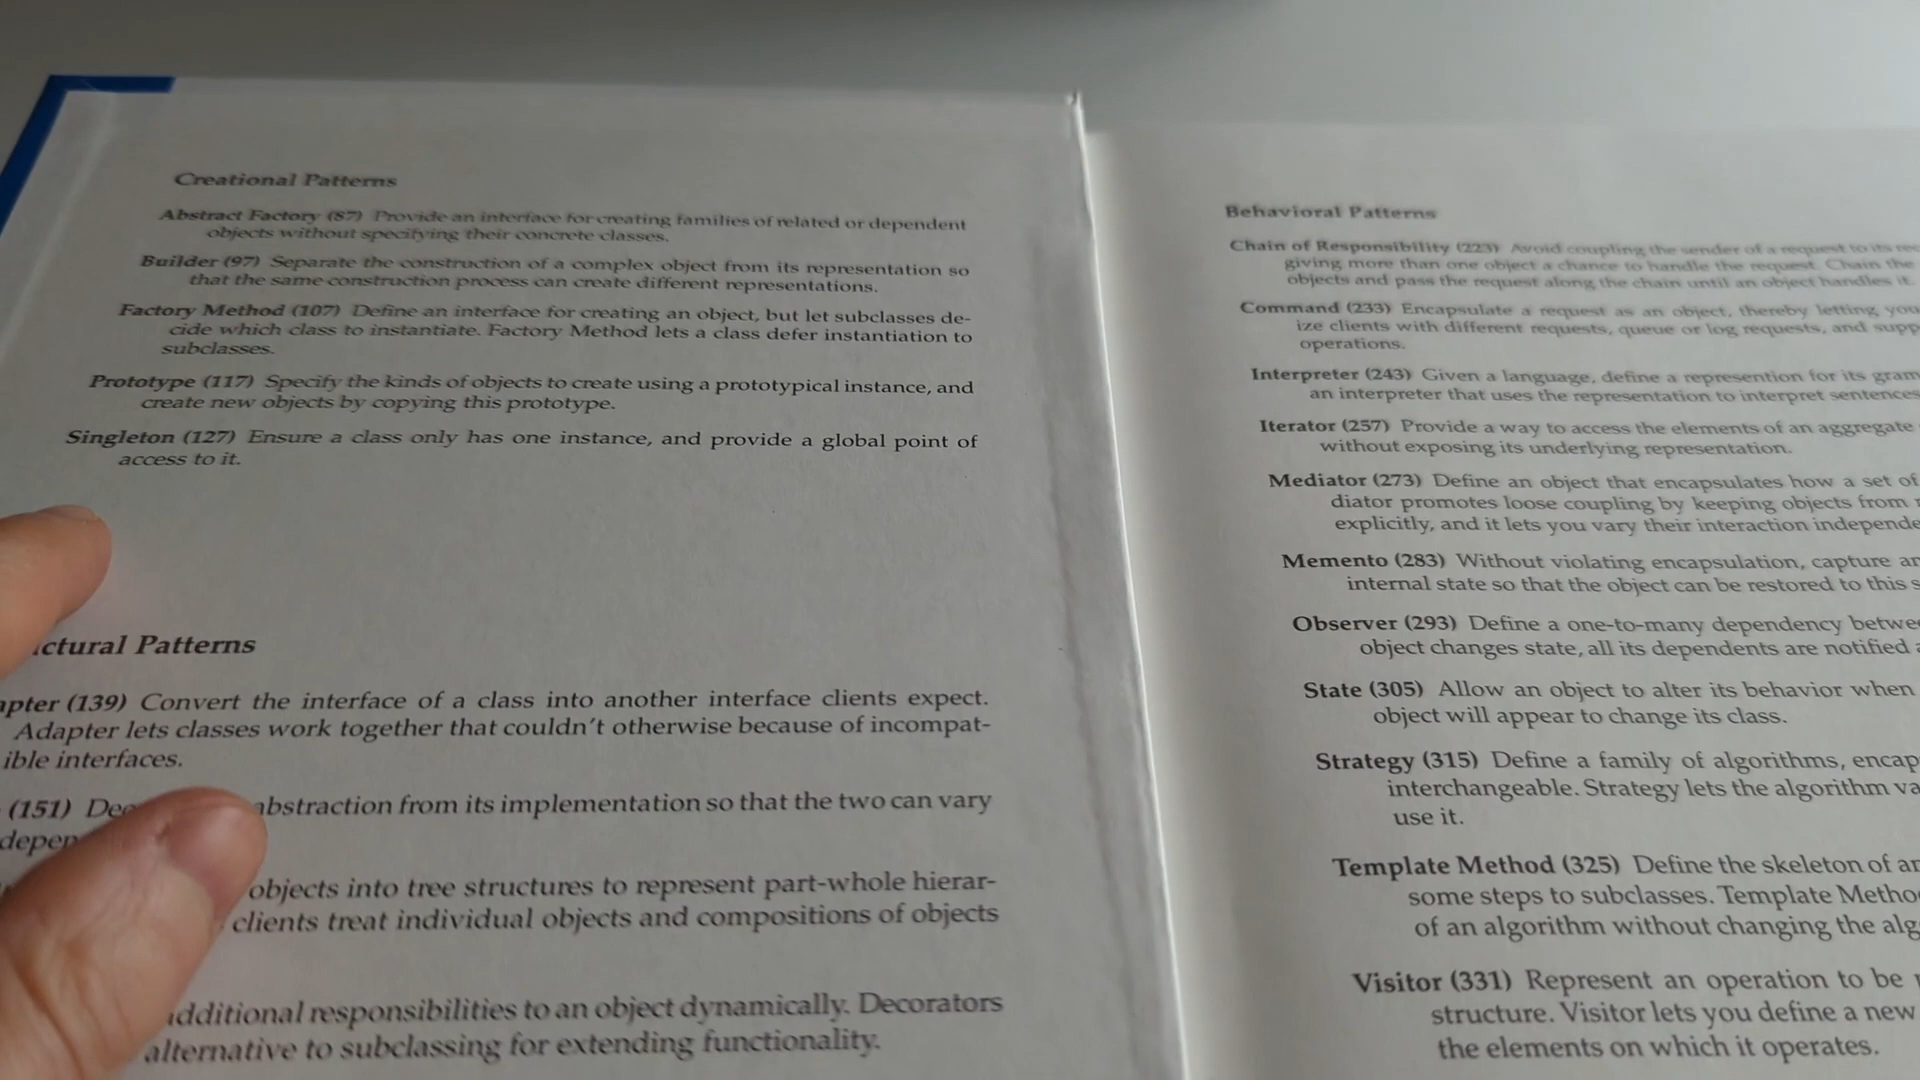 Creational Patterns
Abstract Factory (87) Provide an interface for creating families of related or dependent
objects without specifying their concrete classes.
Builder (97) Separate the construction of a complex object from its representation so
that the same construction process can create different representations.
Factory Method (107) Define an interface for creating an object, but let subclasses de-
cide which class to instantiate. Factory Method lets a class defer instantiation to
subclasses.
Prototype (117) Specify the kinds of objects to create using a prototypical instance, and
create new objects by copying this prototype.
Singleton (127) Ensure a class only has one instance, and provide a global point of
access to it.
Patterns
(139) Convert the interface of a class into another interface clients expect.
Adapter lets classes work together that couldn't otherwise because of incompat-
ible interfaces.
(151) abstraction from its implementation so that the two can vary
objects into tree structures to represent part-whole hierar-
clients treat individual objects and compositions of objects
responsibilities to an object dynamically. Decorators
alternative to subclassing for extending functionality.
Behavioral Patterns
Chain of Responsibility (223) Avoid coupling the sender of a request to its
giving more than one object a chance to handle the request. Chain the
objects and pass the request along the chain until an object handles it.
Command (233) Encapsulate a request as an object, thereby letting you
ize clients with different requests, queue or log requests, and
operations.
Interpreter (243) Given a language, define a represention for its
an interpreter that uses the representation to interpret sentences
Iterator (257) Provide a way to access the elements of an aggregate
without exposing its underlying representation.
Mediator (273) Define an object that encapsulates how a set of
diator promotes loose coupling by keeping objects from
explicitly, and it lets you vary their interaction
Memento (283) Without violating encapsulation, capture
internal state so that the object can be restored to this
Observer (293) Define a one-to-many dependency
object changes state, all its dependents are notified
State (305) Allow an object to alter its behavior when
object will appear to change its class.
Strategy (315) Define a family of algorithms,
interchangeable. Strategy lets the algorithm
use it.
Template Method (325) Define the skeleton of
some steps to subclasses. Template
of an algorithm without changing the
Visitor (331) Represent an operation to be
structure. Visitor lets you define a new
the elements on which it operates.